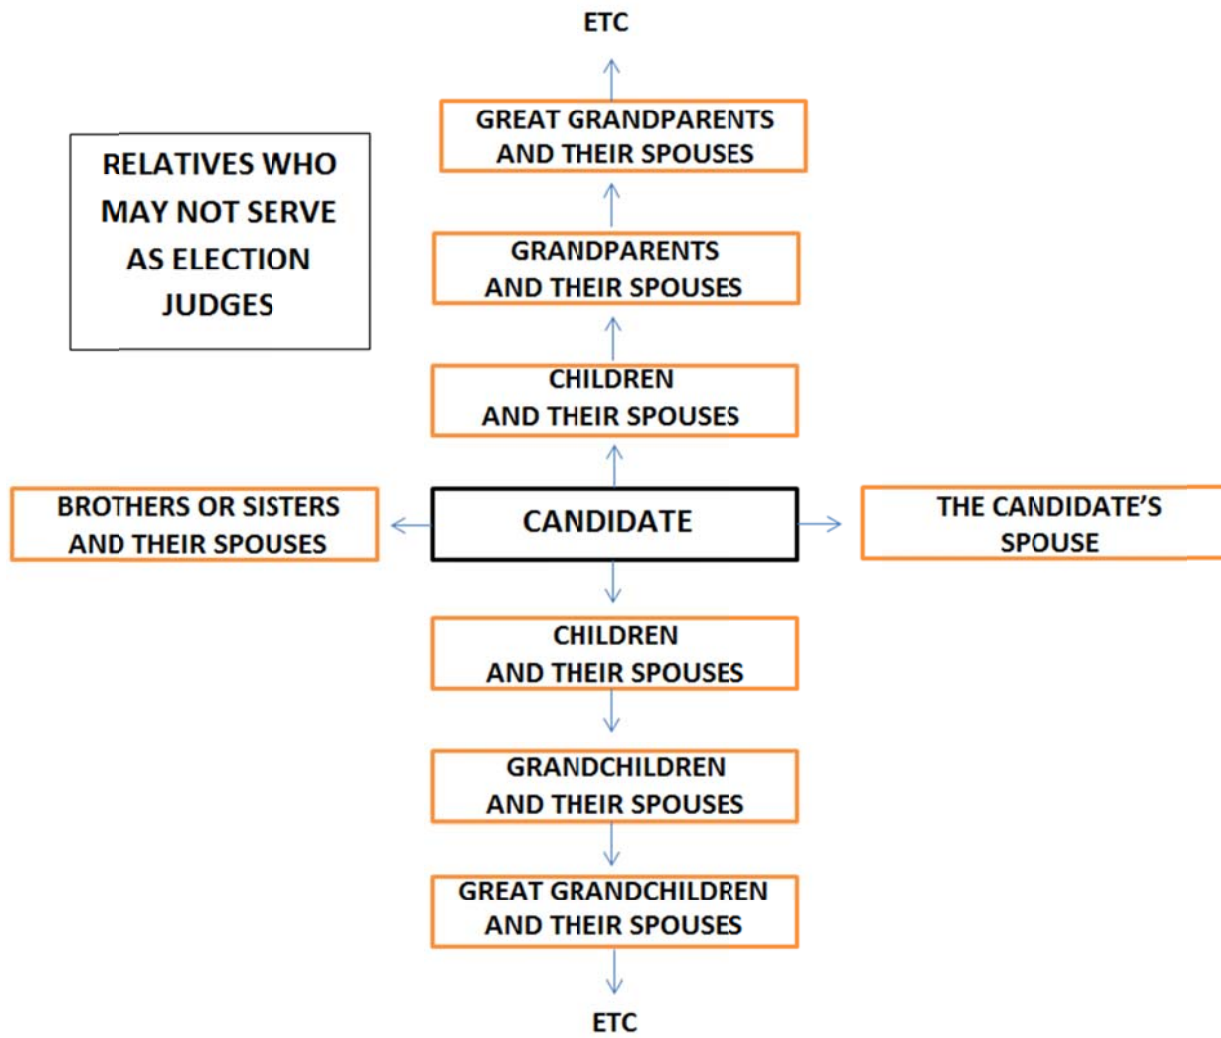 ETC
GREAT GRANDPARENTS
AND THEIR SPOUSES
RELATIVES WHO
MAY NOT SERVE
AS ELECTION
JUDGES
GRANDPARENTS
AND THEIR SPOUSES
CHILDREN
AND THEIR SPOUSES
BROTHERS OR SISTERS
AND THEIR SPOUSES
CANDIDATE
THE CANDIDATE’S
SPOUSE
CHILDREN
AND THEIR SPOUSES
GRANDCHILDREN
AND THEIR SPOUSES
GREAT GRANDCHILDREN
AND THEIR SPOUSES
ETC